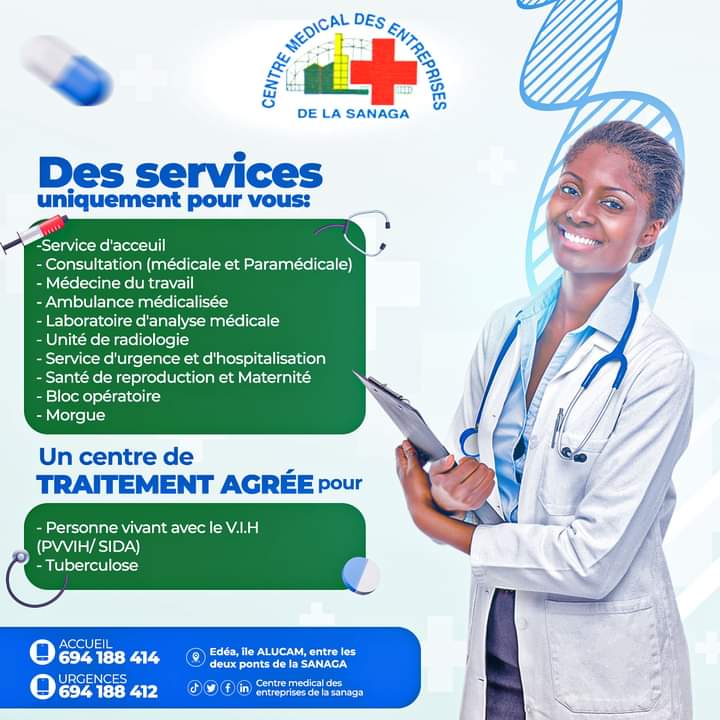 CENTRE MEDICAL DES ENTREPRISES
DE LA SANAGA
Des services
uniquement pour vous:
-Service d'acceuil
- Consultation (médicale et Paramédicale)
- Médecine du travail
- Ambulance médicalisée
- Laboratoire d'analyse médicale
- Unité de radiologie
- Service d'urgence et d'hospitalisation
- Santé de reproduction et Maternité
- Bloc opératoire
- Morgue
Un centre de
TRAITEMENT AGRÉE pour
- Personne vivant avec le V.I.H
(PVVIH/ SIDA)
- Tuberculose
ACCUEIL
694 188 414
URGENCES
694 188 412
Edéa, île ALUCAM, entre les
deux ponts de la SANAGA
Centre medical des
entreprises de la sanaga